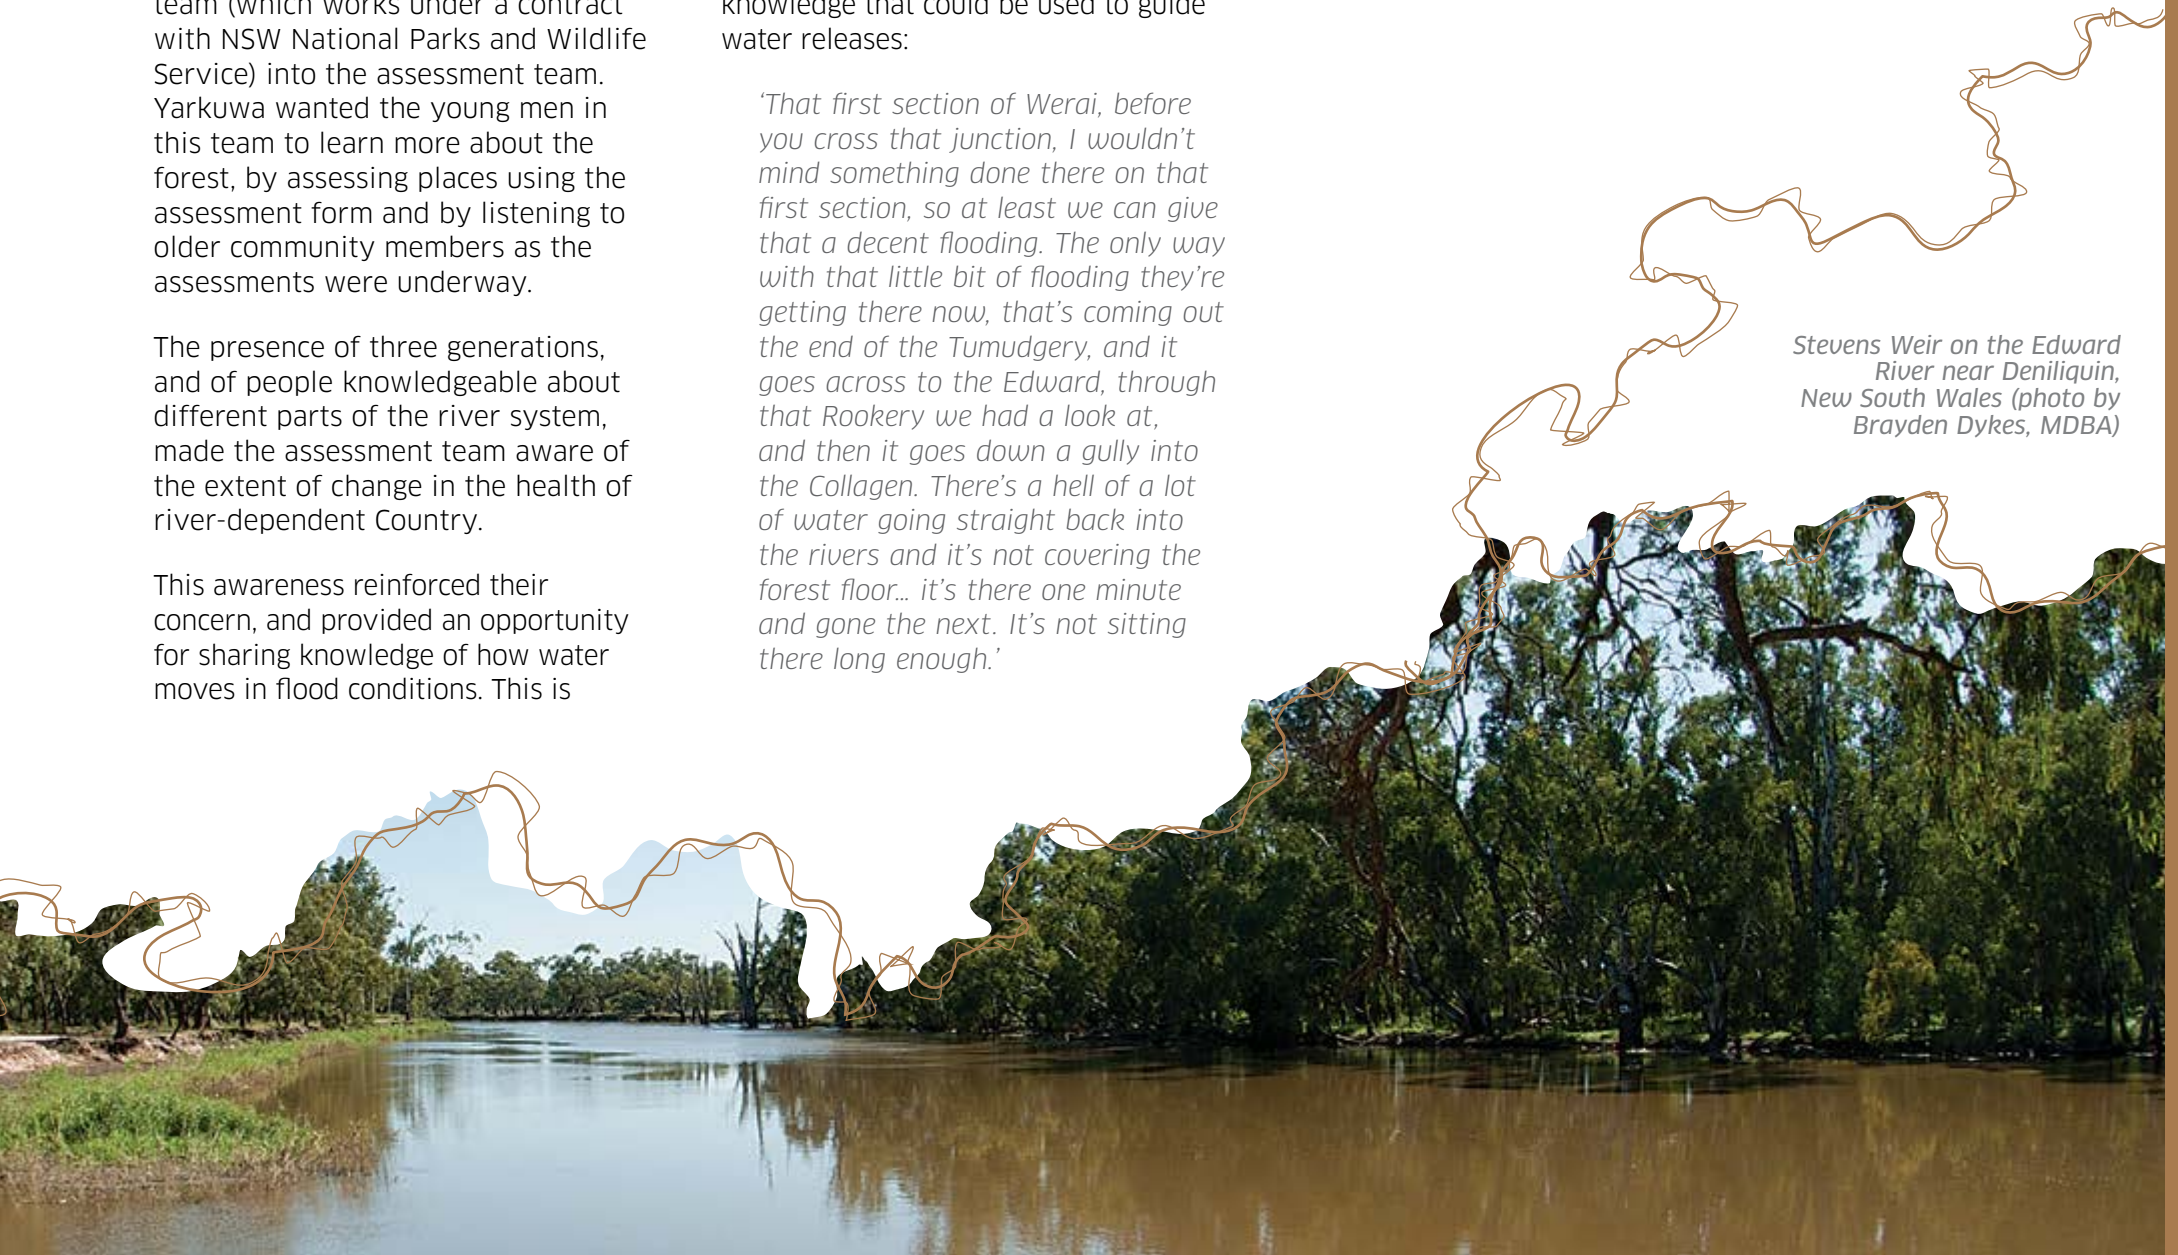 team (which works under a contract
with NSW National Parks and Wildlife
Service) into the assessment team.
Yarkuwa wanted the young men in
this team to learn more about the
forest, by assessing places using the
assessment form and by listening to
older community members as the
assessments were underway.
The presence of three generations,
and of people knowledgeable about
different parts of the river system,
made the assessment team aware of
the extent of change in the health of
river-dependent Country.
This awareness reinforced their
concern, and provided an opportunity
for sharing knowledge of how water
moves in flood conditions. This is
knowledge that could be used to guide
water releases:
‘That first section of Werai, before
you cross that junction, I wouldn’t
mind something done there on that
first section, so at least we can give
that a decent flooding. The only way
with that little bit of flooding they’re
getting there now, that’s coming out
the end of the Tumudgery, and it
goes across to the Edward, through
that Rookery we had a look at,
and then it goes down a gully into
the Collagen. There’s a hell of a lot
of water going straight back into
the rivers and it’s not covering the
forest floor… it’s there one minute
and gone the next. It’s not sitting
there long enough.’
Stevens Weir on the Edward
River near Deniliquin,
New South Wales (photo by
Brayden Dykes, MDBA)